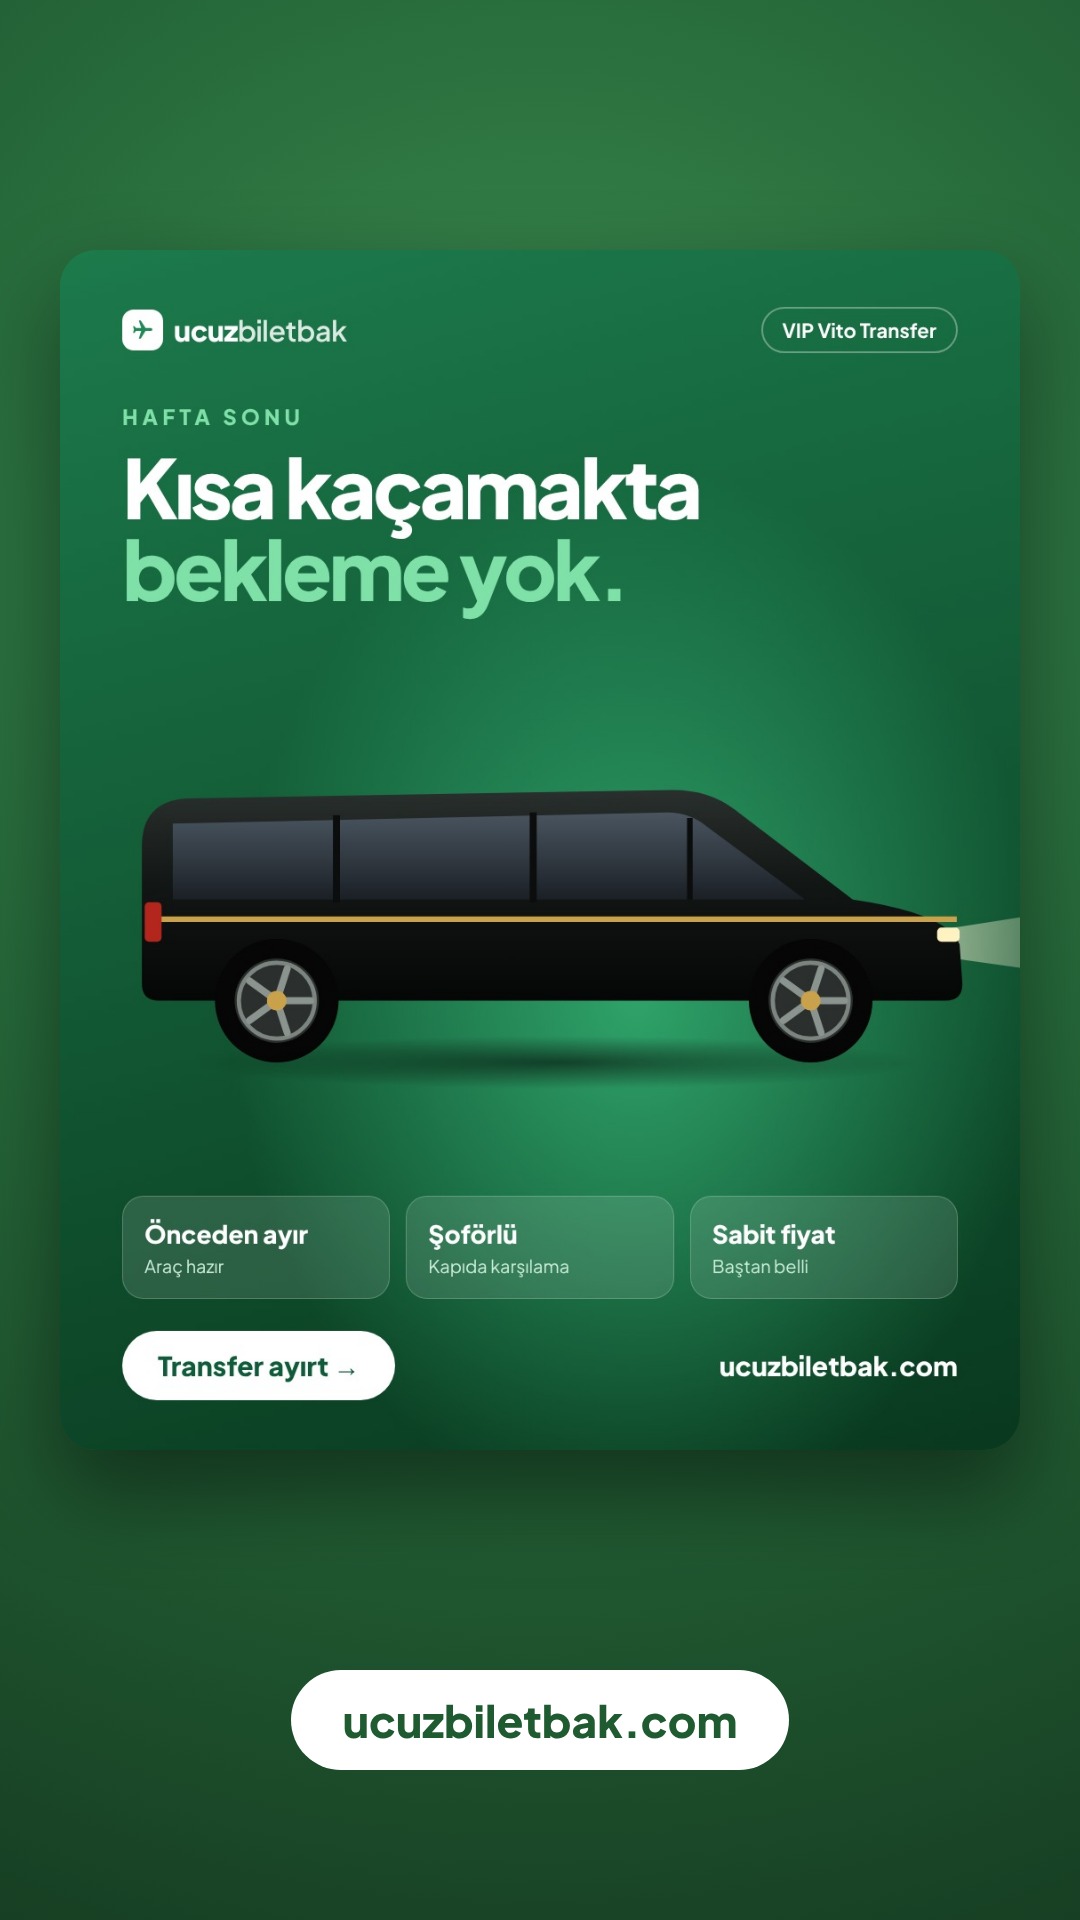 ucuzbiletbak
VIP Vito Transfer
HAFTA SONU
Kısa kaçamakta
bekleme yok.
Önceden ayır
Araç hazır
Şoförlü
Kapıda karşılama
Sabit fiyat
Baştan belli
Transfer ayırt →
ucuzbiletbak.com
ucuzbiletbak.com